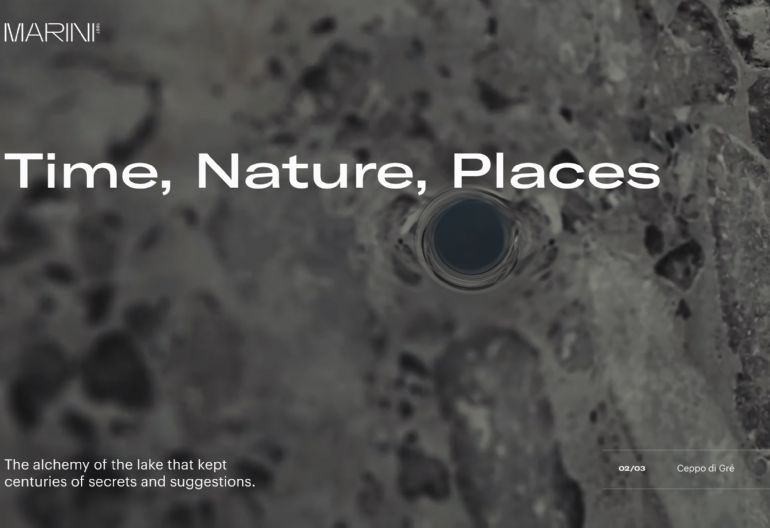 MARINI
Time, Nature, Places
The alchemy of the lake that kept
centuries of secrets and suggestions.
02/03 Ceppo di Gré